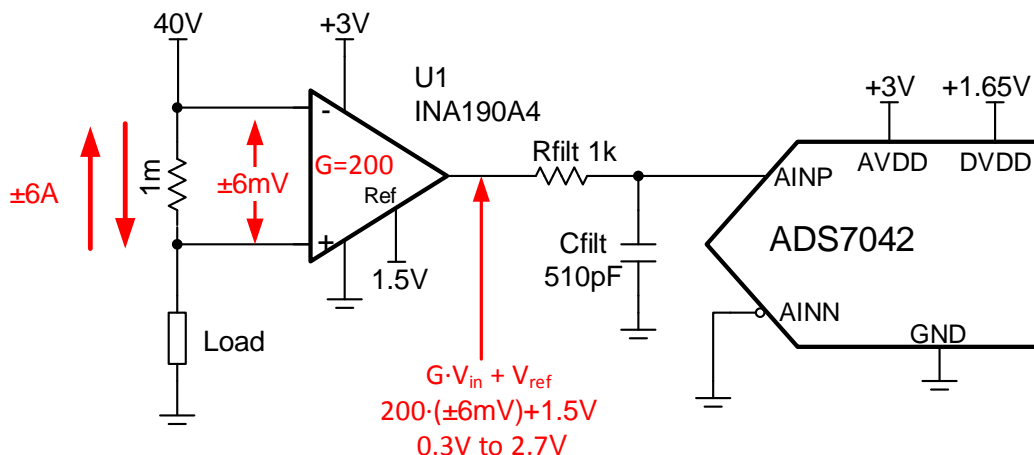 40V
+3V
U1
INA190A4
+3V
+1.65V
-
G=200
Rfilt 1k
AINP
AVDD
DVDD
±6A
1m
±6mV
Ref
ADS7042
+
1.5V
Cfilt
510pF
AINN
Load
GND
G·Vin + Vref
200·(±6mV)+1.5V
0.3V to 2.7V